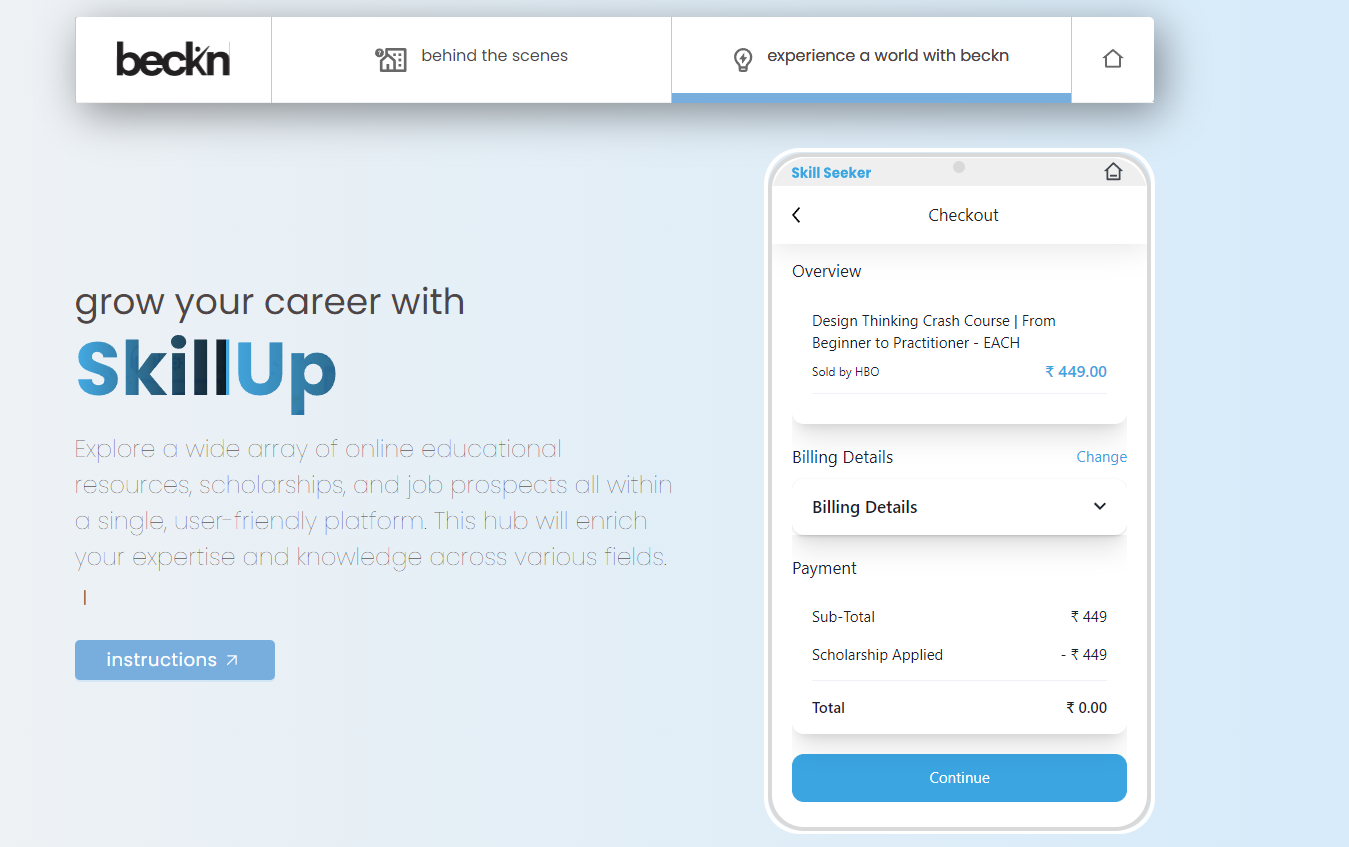 beckn
behind the scenes
experience a world with beckn
grow your career with
SkillUp
Explore a wide array of online educational
resources, scholarships, and job prospects all within
a single, user-friendly platform. This hub will enrich
your expertise and knowledge across various fields.
instructions
Skill Seeker
Checkout
Overview
Design Thinking Crash Course | From
Beginner to Practitioner - EACH
Sold by HBO ₹ 449.00
Billing Details Change
Billing Details
Payment
Sub-Total ₹ 449
Scholarship Applied - ₹ 449
Total ₹ 0.00
Continue